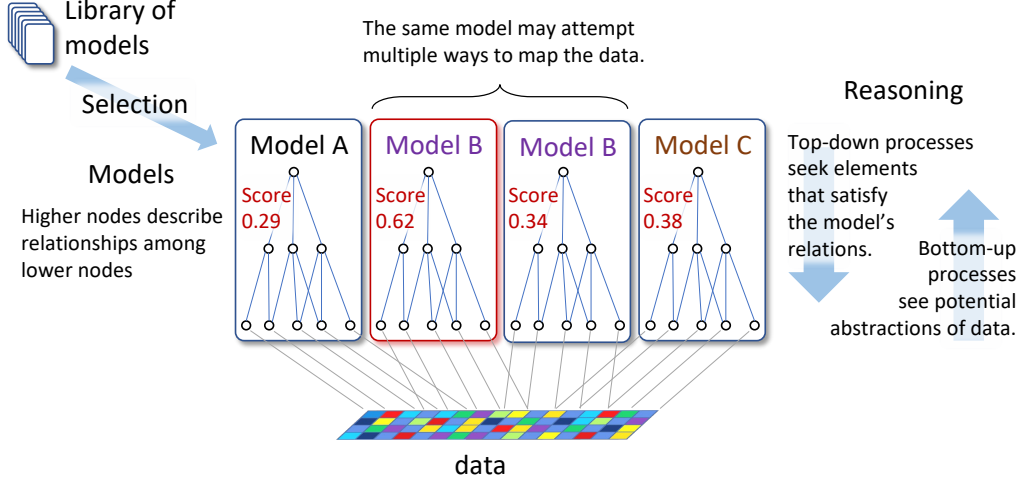 Library of
models
Selection
Models
Higher nodes describe
relationships among
lower nodes
The same model may attempt
multiple ways to map the data.
Model A
Score
0.29
Model B
Score
0.62
Model B
Score
0.34
Model C
Score
0.38
Reasoning
Top-down processes
seek elements
that satisfy
the model’s
relations.
Bottom-up
processes
see potential
abstractions of data.
data